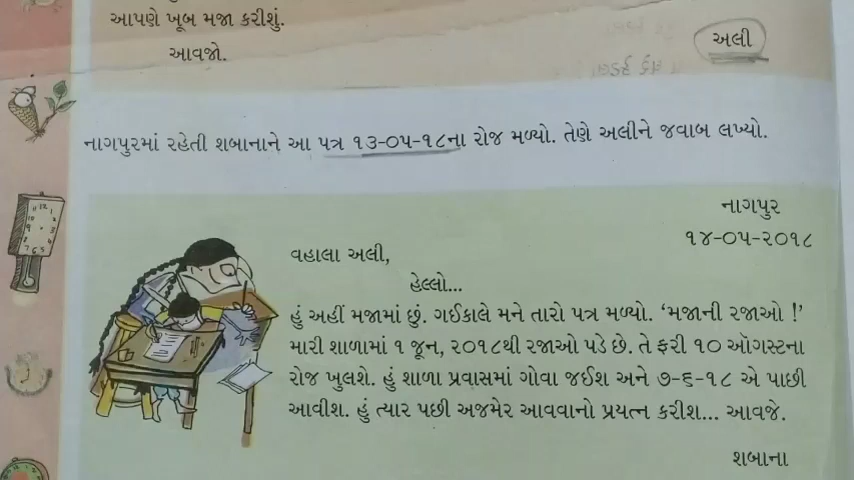 આપણે ખૂબ મજા કરીશું.
આવજો.
અલી
નાગપુરમાં રહેતી શબાનાને આ પત્ર ૧૩-૦૫-૧૮ના રોજ મળ્યો. તેણે અલીને જવાબ લખ્યો.
નાગપુર
૧૪-૦૫-૨૦૧૮
વહાલા અલી,
હેલ્લો...
હું અહીં મજામાં છું. ગઈકાલે મને તારો પત્ર મળ્યો. ‘મજાની રજાઓ !’
મારી શાળામાં ૧ જૂન, ૨૦૧૮થી રજાઓ પડે છે. તે ફરી ૧૦ ઑગસ્ટના
રોજ ખુલશે. હું શાળા પ્રવાસમાં ગોવા જઈશ અને ૭-૬-૧૮ એ પાછી
આવીશ. હું ત્યાર પછી અજમેર આવવાનો પ્રયત્ન કરીશ... આવજે.
શબાના